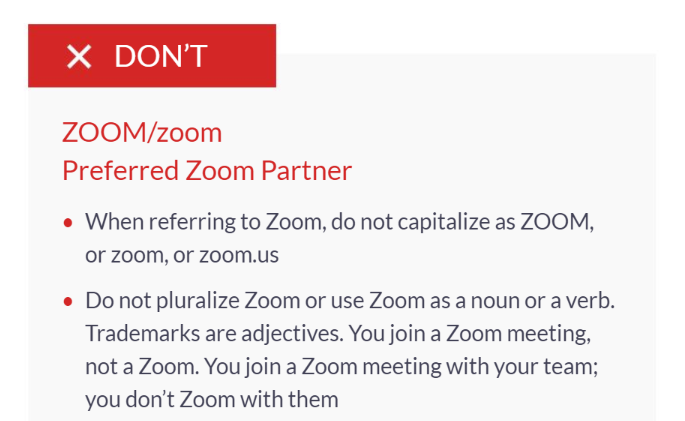 ✕ DON’T
ZOOM/zoom
Preferred Zoom Partner
• When referring to Zoom, do not capitalize as ZOOM,
or zoom, or zoom.us
• Do not pluralize Zoom or use Zoom as a noun or a verb.
Trademarks are adjectives. You join a Zoom meeting,
not a Zoom. You join a Zoom meeting with your team;
you don’t Zoom with them